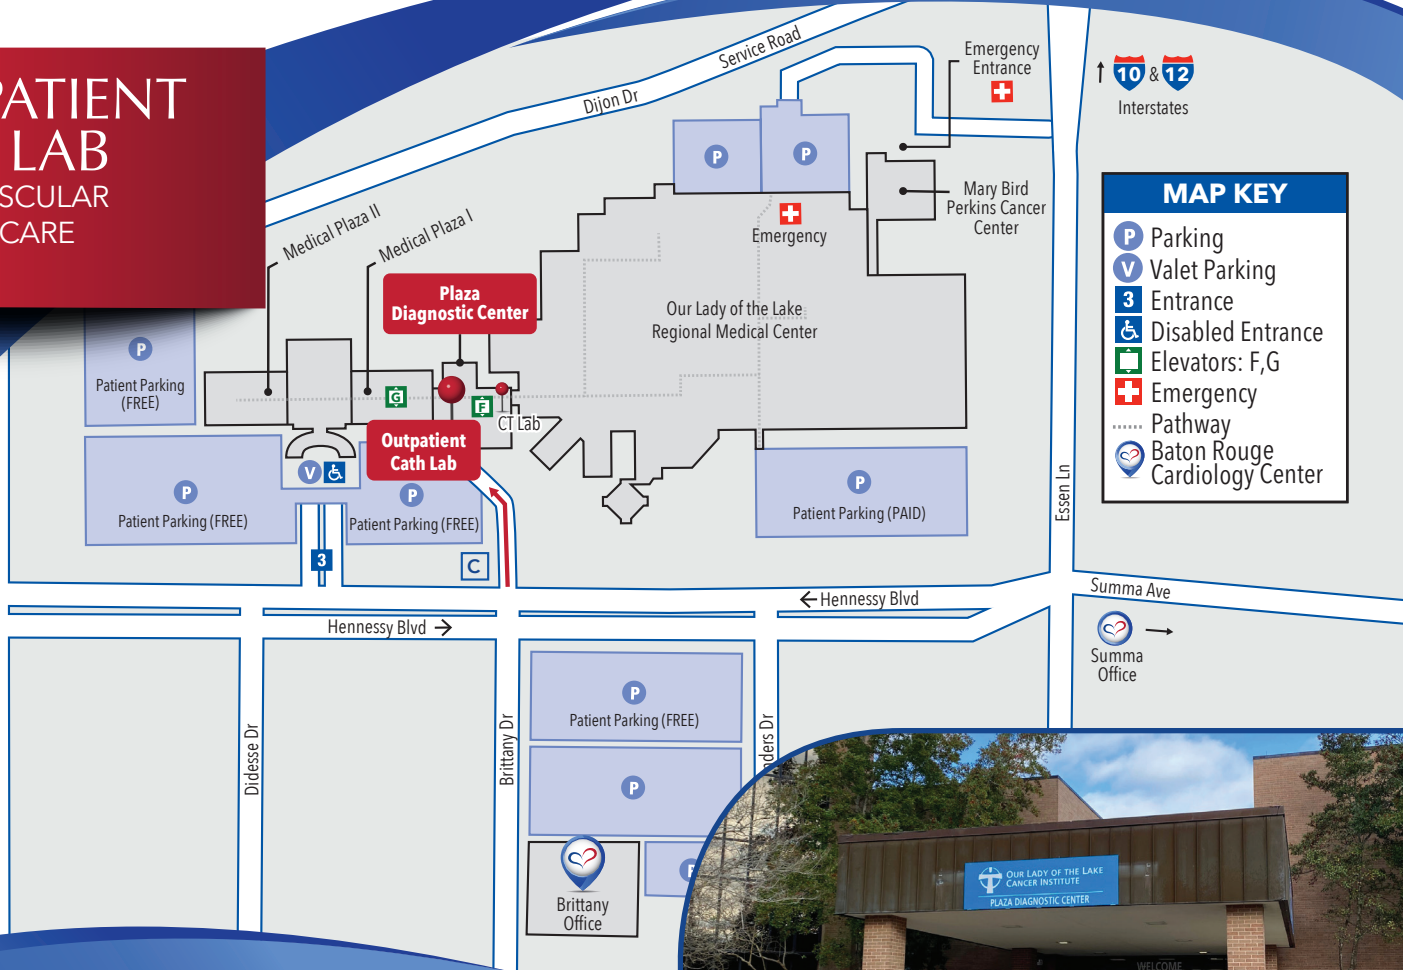 PATIENT
LAB
SCULAR
CARE
Service Road
Dijon Dr
Emergency
Entrance
10 & 12
Interstates
P
P
Mary Bird
Perkins Cancer
Center
Emergency
Medical Plaza II
Medical Plaza I
Plaza
Diagnostic Center
Our Lady of the Lake
Regional Medical Center
MAP KEY
P Parking
V Valet Parking
3 Entrance
Disabled Entrance
Elevators: F,G
Emergency
Pathway
Baton Rouge
Cardiology Center
P
Patient Parking
(FREE)
G
F
CT Lab
Outpatient
Cath Lab
V
P
Patient Parking (FREE)
P
Patient Parking (FREE)
P
Patient Parking (PAID)
Essen Ln
3
C
Hennessy Blvd
Hennessy Blvd
Summa Ave
Summa
Office
Didesse Dr
Brittany Dr
nders Dr
P
Patient Parking (FREE)
P
P
Brittany
Office
OUR LADY OF THE LAKE
CANCER INSTITUTE
PLAZA DIAGNOSTIC CENTER
WELCOME